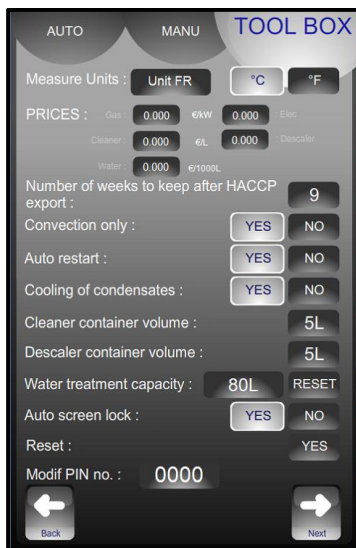 AUTO MANU TOOL BOX
Measure Units : Unit FR °C °F
PRICES : Gas : 0.000 €/kW 0.000 : Elec
Cleaner : 0.000 €/L 0.000 : Descaler
Water : 0.000 €/1000L
Number of weeks to keep after HACCP
export : 9
Convection only : YES NO
Auto restart : YES NO
Cooling of condensates : YES NO
Cleaner container volume : 5L
Descaler container volume : 5L
Water treatment capacity : 80L RESET
Auto screen lock : YES NO
Reset : YES
Modif PIN no. : 0000
Back Next